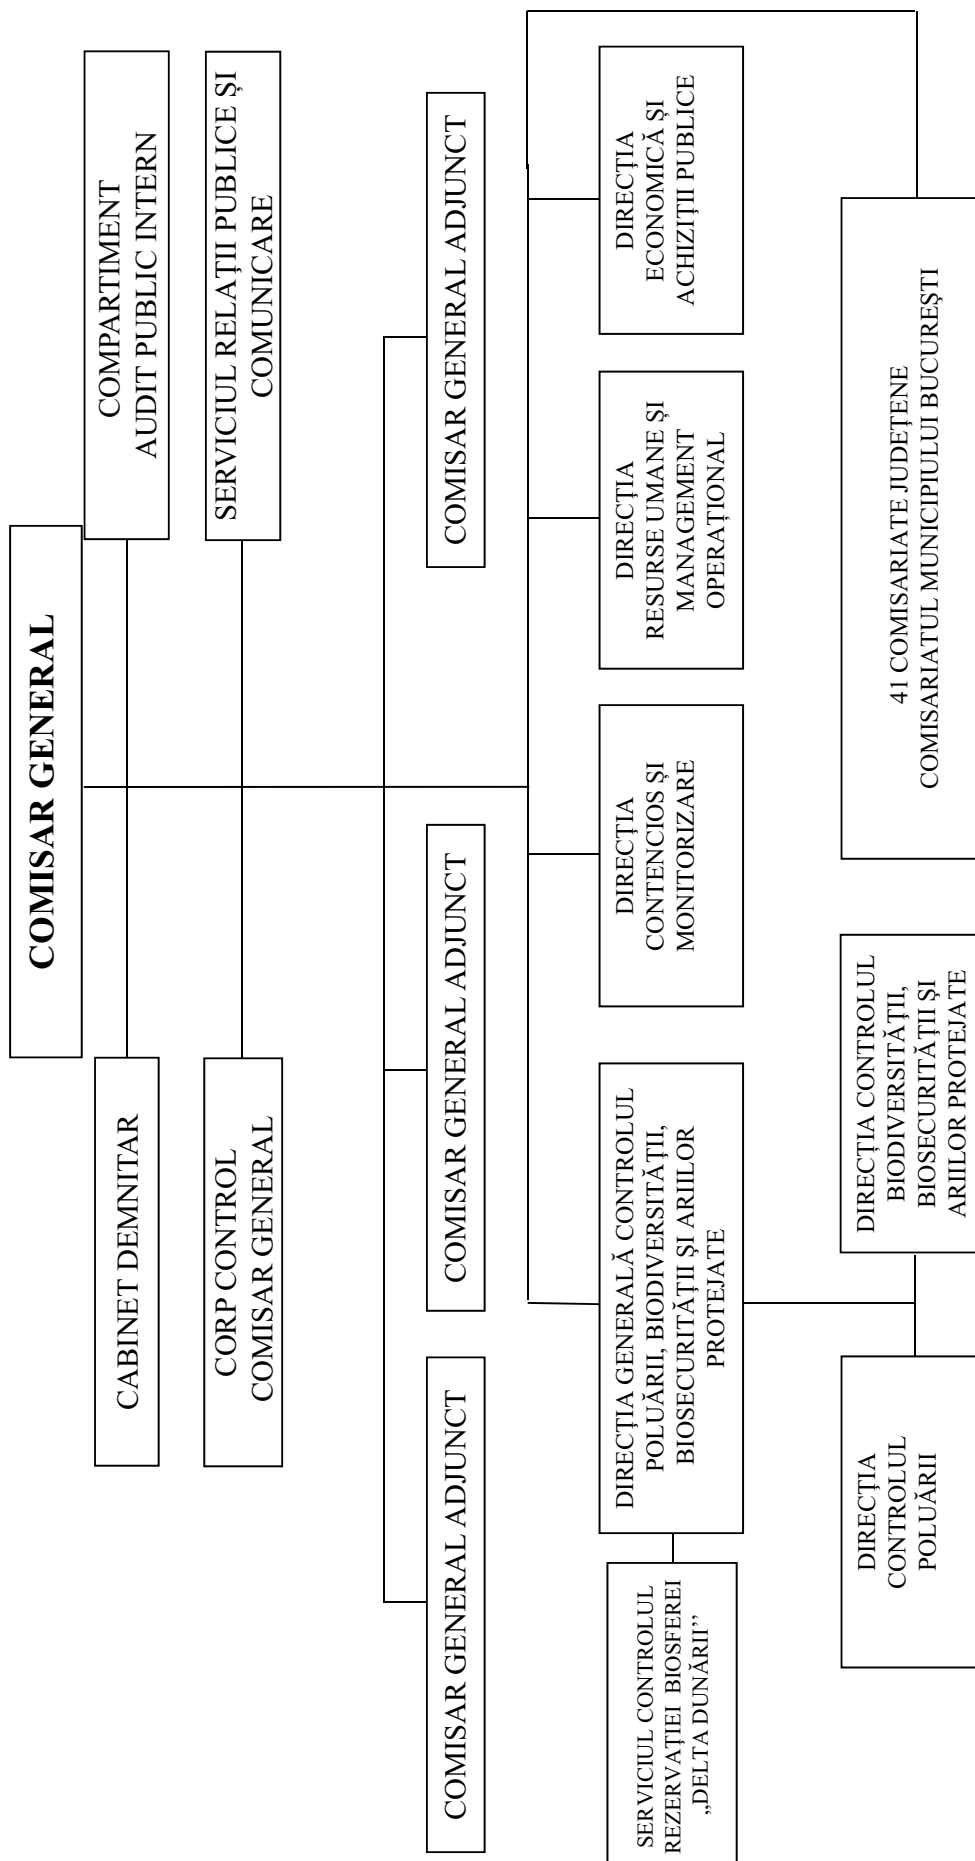 COMISAR GENERAL
CABINET DEMNITAR
COMPARTIMENT
AUDIT PUBLIC INTERN
CORP CONTROL
COMISAR GENERAL
SERVICIUL RELAȚII PUBLICE ȘI
COMUNICARE
COMISAR GENERAL ADJUNCT
COMISAR GENERAL ADJUNCT
COMISAR GENERAL ADJUNCT
SERVICIUL CONTROLUL
REZERVAȚIEI BIOSFEREI
„DELTA DUNĂRII”
DIRECȚIA GENERALĂ CONTROLUL
POLUĂRII, BIODIVERSITĂȚII,
BIOSECURITĂȚII ȘI ARIILOR
PROTEJATE
DIRECȚIA
CONTENCIOS ȘI
MONITORIZARE
DIRECȚIA
RESURSE UMANE ȘI
MANAGEMENT
OPERAȚIONAL
DIRECȚIA
ECONOMICĂ ȘI
ACHIZIȚII PUBLICE
DIRECȚIA
CONTROLUL
POLUĂRII
DIRECȚIA CONTROLUL
BIODIVERSITĂȚII,
BIOSECURITĂȚII ȘI
ARIILOR PROTEJATE
41 COMISARIATE JUDEȚENE
COMISARIATUL MUNICIPIULUI BUCUREȘTI